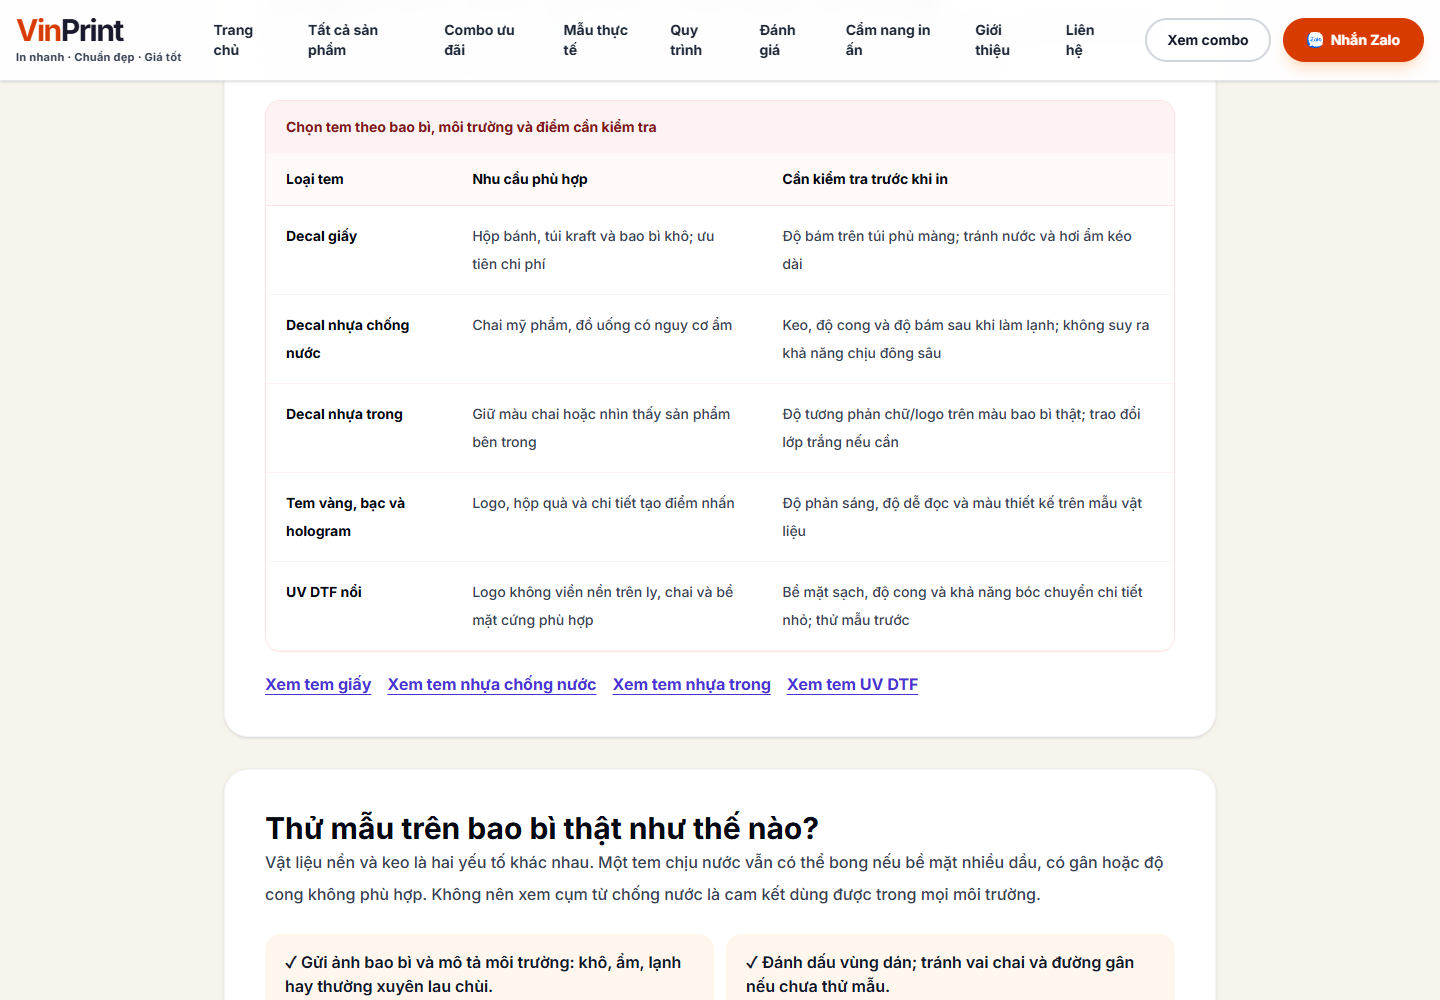 VinPrint
In nhanh · Chuẩn đẹp · Giá tốt
Trang chủ
Tất cả sản phẩm
Combo ưu đãi
Mẫu thực tế
Quy trình
Đánh giá
Cẩm nang in ấn
Giới thiệu
Liên hệ
Xem combo
Zalo Nhắn Zalo
Chọn tem theo bao bì, môi trường và điểm cần kiểm tra
Loại tem
Nhu cầu phù hợp
Cần kiểm tra trước khi in
Decal giấy
Hộp bánh, túi kraft và bao bì khô; ưu
tiên chi phí
Độ bám trên túi phủ màng; tránh nước và hơi ẩm kéo
dài
Decal nhựa chống
nước
Chai mỹ phẩm, đồ uống có nguy cơ ẩm
Keo, độ cong và độ bám sau khi làm lạnh; không suy ra
khả năng chịu đông sâu
Decal nhựa trong
Giữ màu chai hoặc nhìn thấy sản phẩm
bên trong
Độ tương phản chữ/logo trên màu bao bì thật; trao đổi
lớp trắng nếu cần
Tem vàng, bạc và
hologram
Logo, hộp quà và chi tiết tạo điểm nhấn
Độ phản sáng, độ dễ đọc và màu thiết kế trên mẫu vật
liệu
UV DTF nổi
Logo không viền nền trên ly, chai và bề
mặt cứng phù hợp
Bề mặt sạch, độ cong và khả năng bóc chuyển chi tiết
nhỏ; thử mẫu trước
Xem tem giấy
Xem tem nhựa chống nước
Xem tem nhựa trong
Xem tem UV DTF
Thử mẫu trên bao bì thật như thế nào?
Vật liệu nền và keo là hai yếu tố khác nhau. Một tem chịu nước vẫn có thể bong nếu bề mặt nhiều dầu, có gân hoặc độ
cong không phù hợp. Không nên xem cụm từ chống nước là cam kết dùng được trong mọi môi trường.
✓ Gửi ảnh bao bì và mô tả môi trường: khô, ẩm, lạnh
hay thường xuyên lau chùi.
✓ Đánh dấu vùng dán; tránh vai chai và đường gân
nếu chưa thử mẫu.